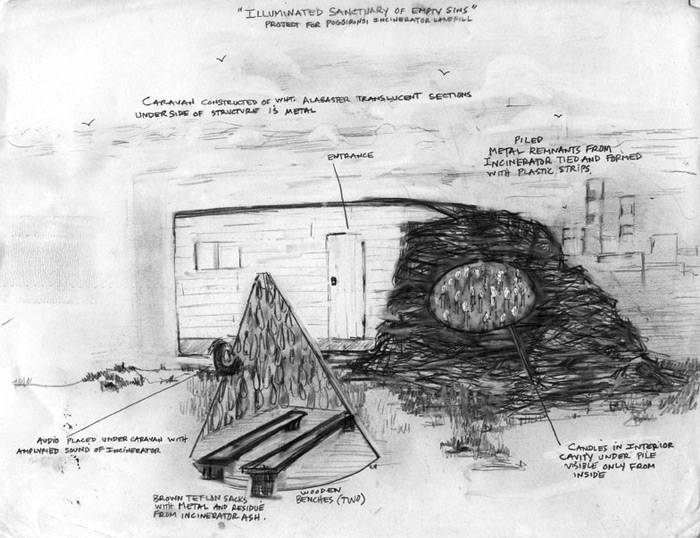 "ILLUMINATED SANCTUARY OF EMPTY SINS"
PROJECT FOR POGGIBONSI INCINERATOR LANDFILL
CARAVAN CONSTRUCTED OF WHT. ALABASTER TRANSLUCENT SECTIONS
UNDERSIDE OF STRUCTURE IS METAL
ENTRANCE
PILED
METAL REMNANTS FROM
INCINERATOR TIED AND FORMED
WITH PLASTIC STRIPS.
AUDIO PLACED UNDER CARAVAN WITH
AMPLIFIED SOUND OF INCINERATOR
BROWN TEFLON SACKS
WITH METAL AND RESIDUE
FROM INCINERATOR ASH.
WOODEN
BENCHES (TWO)
CANDLES IN INTERIOR
CAVITY UNDER PILE
VISIBLE ONLY FROM
INSIDE